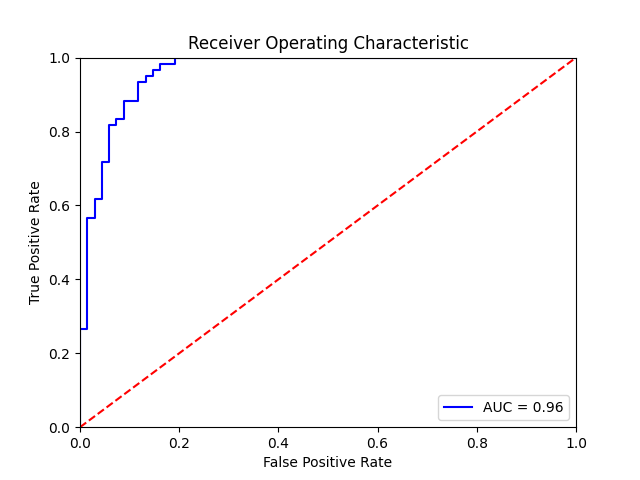 Receiver Operating Characteristic
1.0
0.8
0.6
0.4
0.2
0.0
True Positive Rate
AUC = 0.96
0.0 0.2 0.4 0.6 0.8 1.0
False Positive Rate